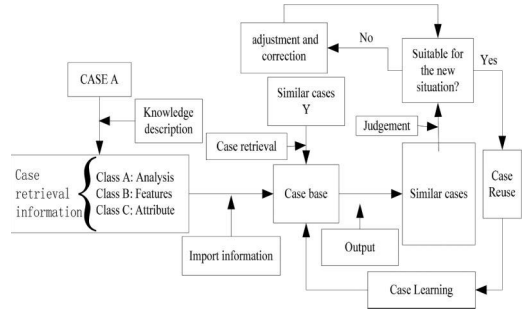 adjustment and
correction
No
Suitable for
the new
situation?
Yes
CASE A
Similar cases
Y
Knowledge
description
Case retrieval
Judgement
Case
retrieval
information
Class A: Analysis
Class B: Features
Class C: Attribute
Case base
Similar cases
Case
Reuse
Import information
Output
Case Learning